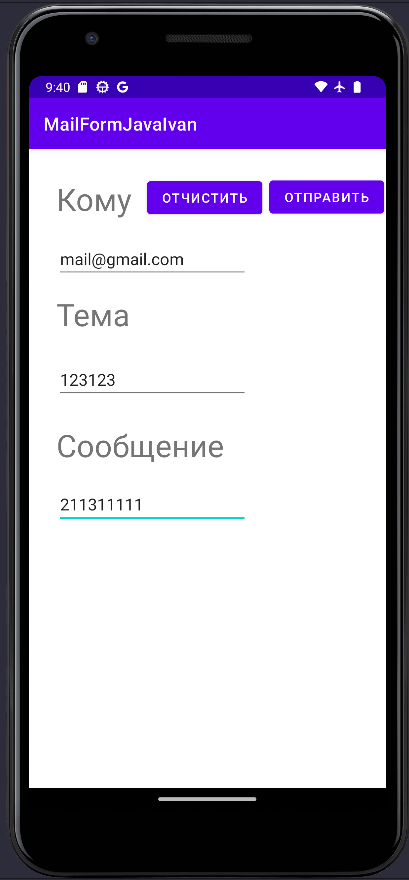 9:40
MailFormJavaIvan
Кому ОТЧИСТИТЬ ОТПРАВИТЬ
mail@gmail.com
Тема
123123
Сообщение
211311111